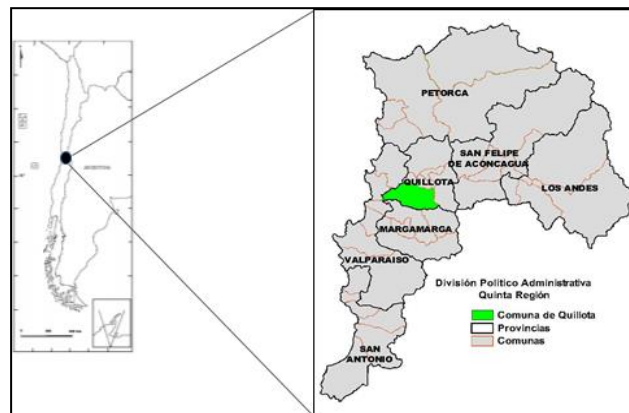 PETORCA
SAN FELIPE
DE ACONCAGUA
QUILLOTA
LOS ANDES
MARGAMARGA
VALPARAISO
División Politico Administrativa
Quinta Región
Comuna de Quillota
Provincias
Comunas
SAN
ANTONIO